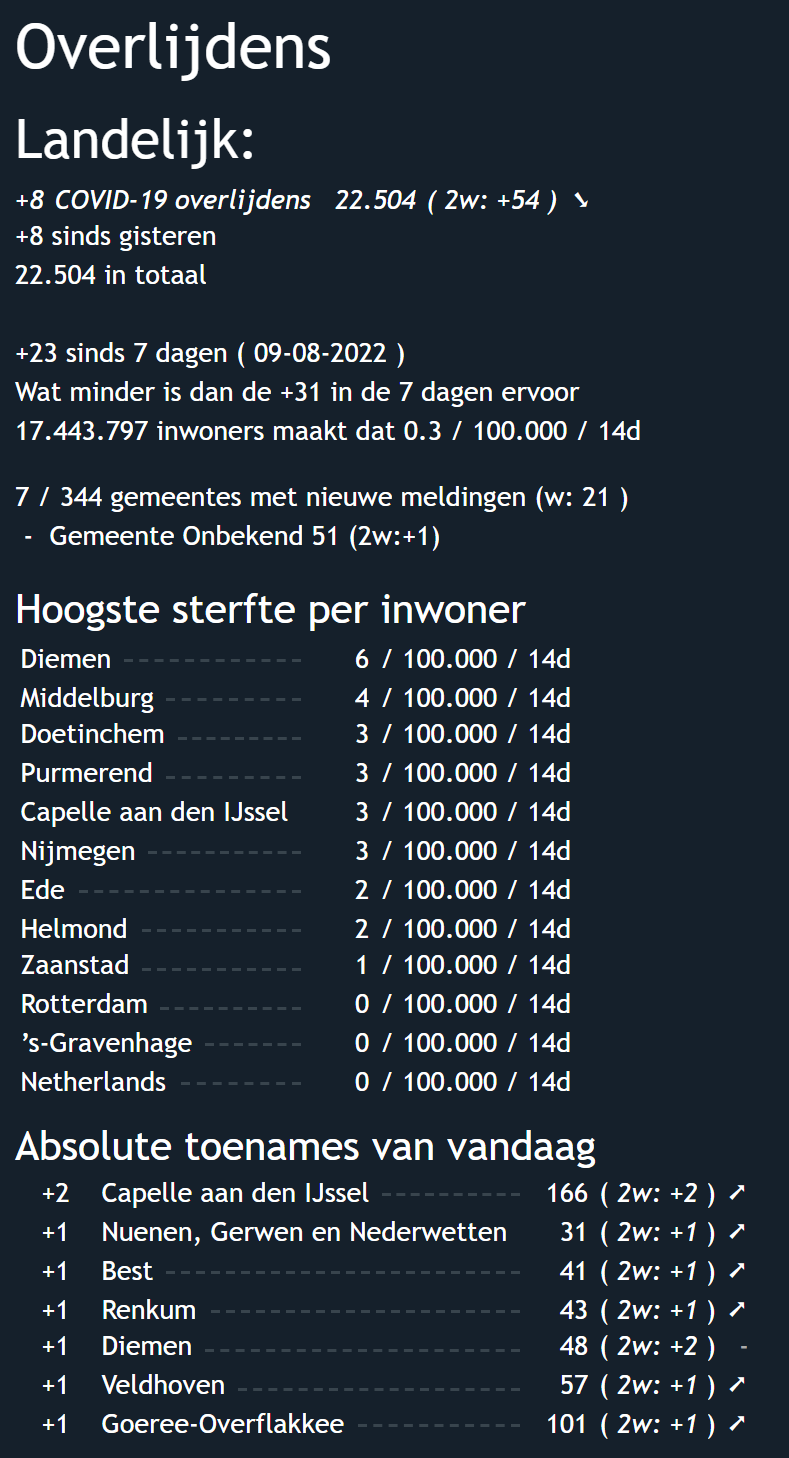 Overlijdens
Landelijk:
+8 COVID-19 overlijdens 22.504 ( 2w: +54 ) ➘
+8 sinds gisteren
22.504 in totaal
+23 sinds 7 dagen ( 09-08-2022 )
Wat minder is dan de +31 in de 7 dagen ervoor
17.443.797 inwoners maakt dat 0.3 / 100.000 / 14d
7 / 344 gemeentes met nieuwe meldingen (w: 21 )
- Gemeente Onbekend 51 (2w:+1)
Hoogste sterfte per inwoner
Diemen ------------ 6 / 100.000 / 14d
Middelburg --------- 4 / 100.000 / 14d
Doetinchem -------- 3 / 100.000 / 14d
Purmerend --------- 3 / 100.000 / 14d
Capelle aan den IJssel 3 / 100.000 / 14d
Nijmegen ---------- 3 / 100.000 / 14d
Ede --------------- 2 / 100.000 / 14d
Helmond ----------- 2 / 100.000 / 14d
Zaanstad ----------- 1 / 100.000 / 14d
Rotterdam --------- 0 / 100.000 / 14d
’s-Gravenhage ------- 0 / 100.000 / 14d
Netherlands -------- 0 / 100.000 / 14d
Absolute toenames van vandaag
+2 Capelle aan den IJssel --------- 166 ( 2w: +2 ) ➚
+1 Nuenen, Gerwen en Nederwetten 31 ( 2w: +1 ) ➚
+1 Best ------------------------ 41 ( 2w: +1 ) ➚
+1 Renkum --------------------- 43 ( 2w: +1 ) ➚
+1 Diemen --------------------- 48 ( 2w: +2 ) -
+1 Veldhoven ------------------- 57 ( 2w: +1 ) ➚
+1 Goeree-Overflakkee ----------- 101 ( 2w: +1 ) ➚